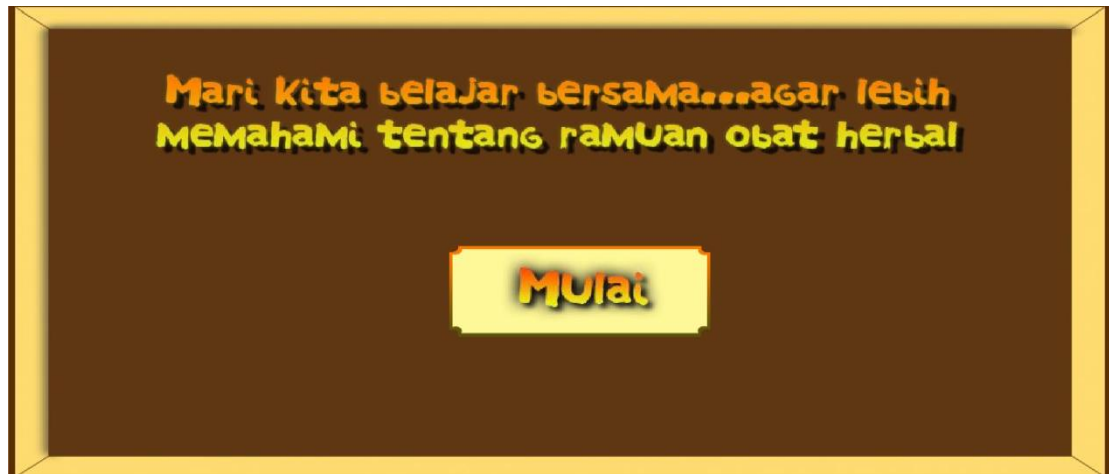 Mari kita belajar bersama...agar lebih
memahami tentang ramuan obat herbal
Mulai